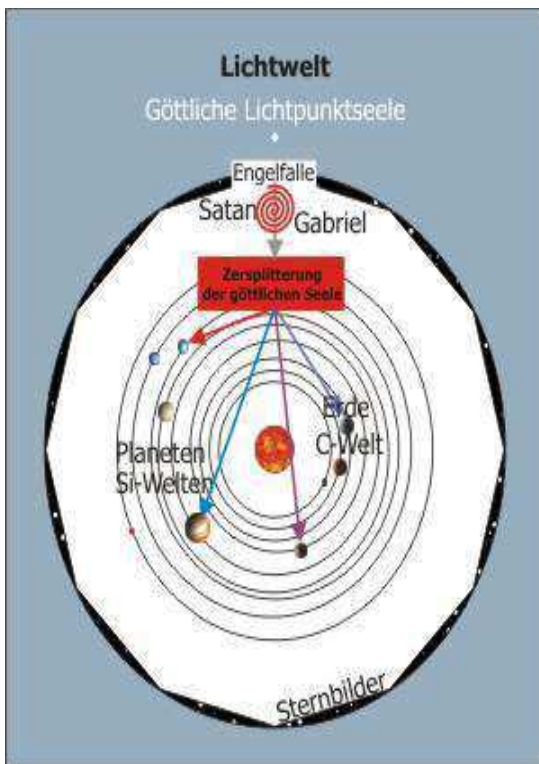 Lichtwelt
Göttliche Lichtpunktseele
Engelfalle
Satan
Gabriel
Zersplitterung
der göttlichen Seele
Erde
C-Welt
Planeten
Si-Welten
Sternbilder